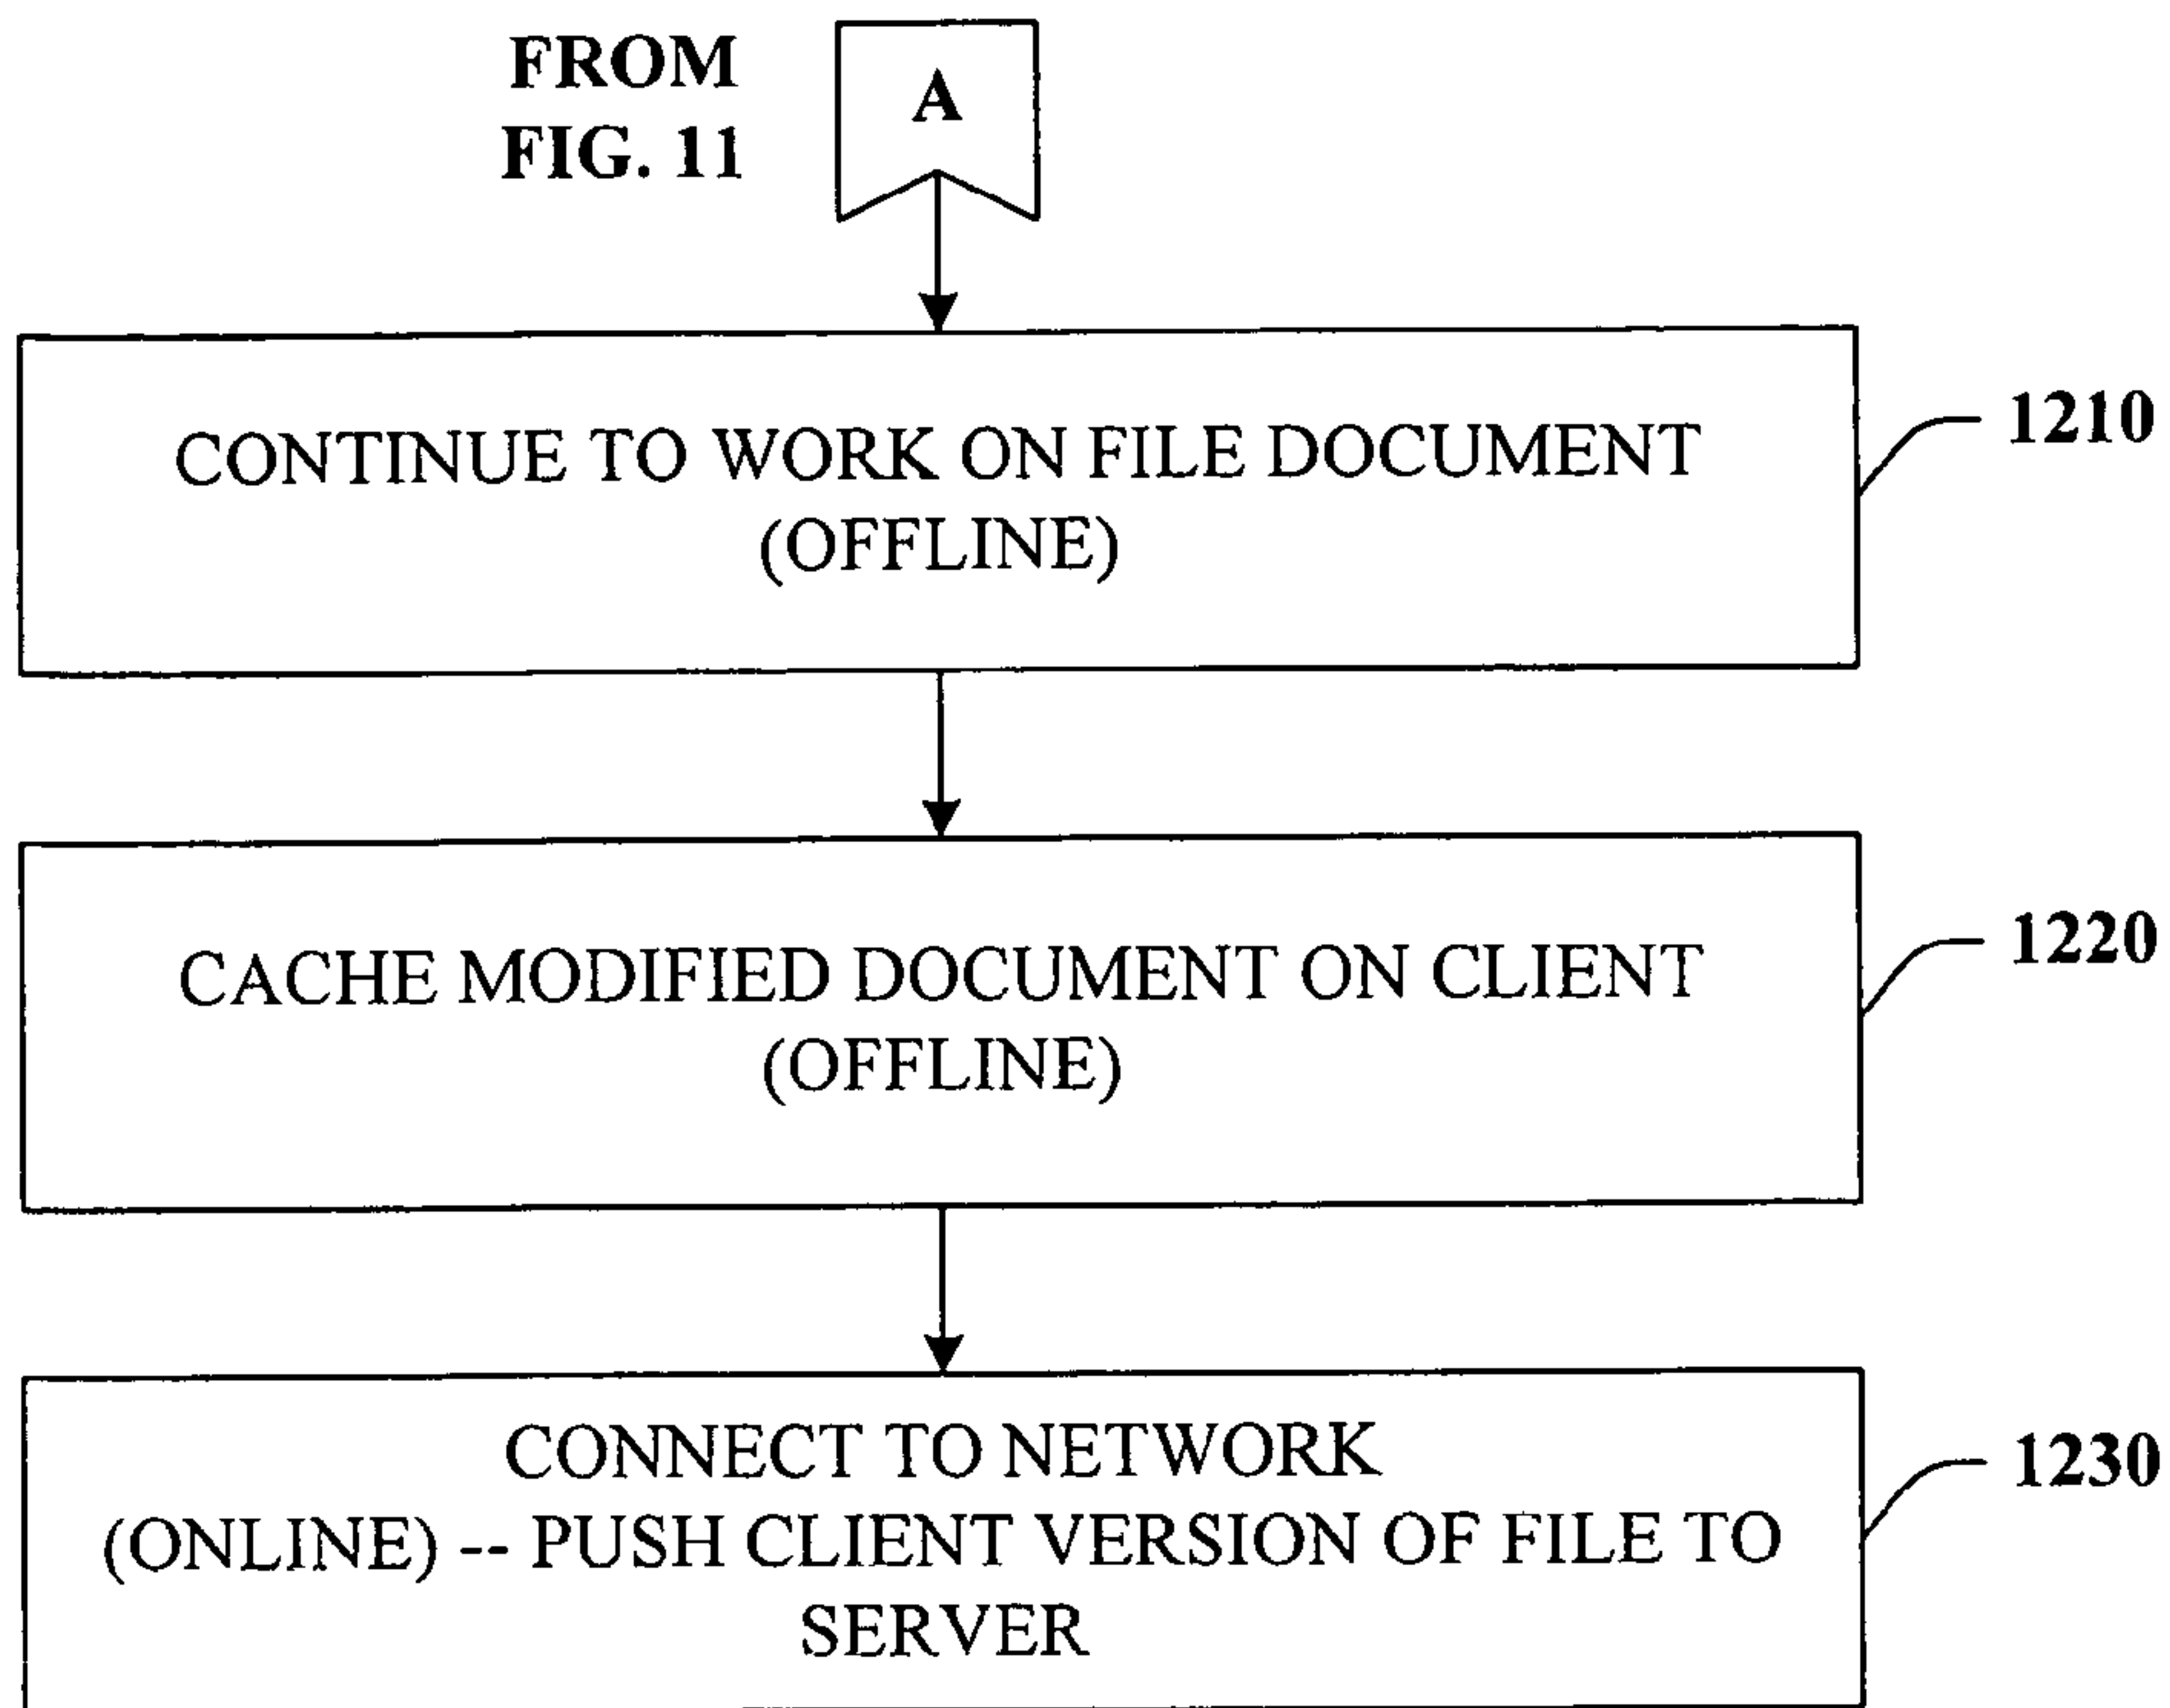 FROM
FIG. 11
A
CONTINUE TO WORK ON FILE DOCUMENT
(OFFLINE)
1210
CACHE MODIFIED DOCUMENT ON CLIENT
(OFFLINE)
1220
CONNECT TO NETWORK
(ONLINE) -- PUSH CLIENT VERSION OF FILE TO
SERVER
1230